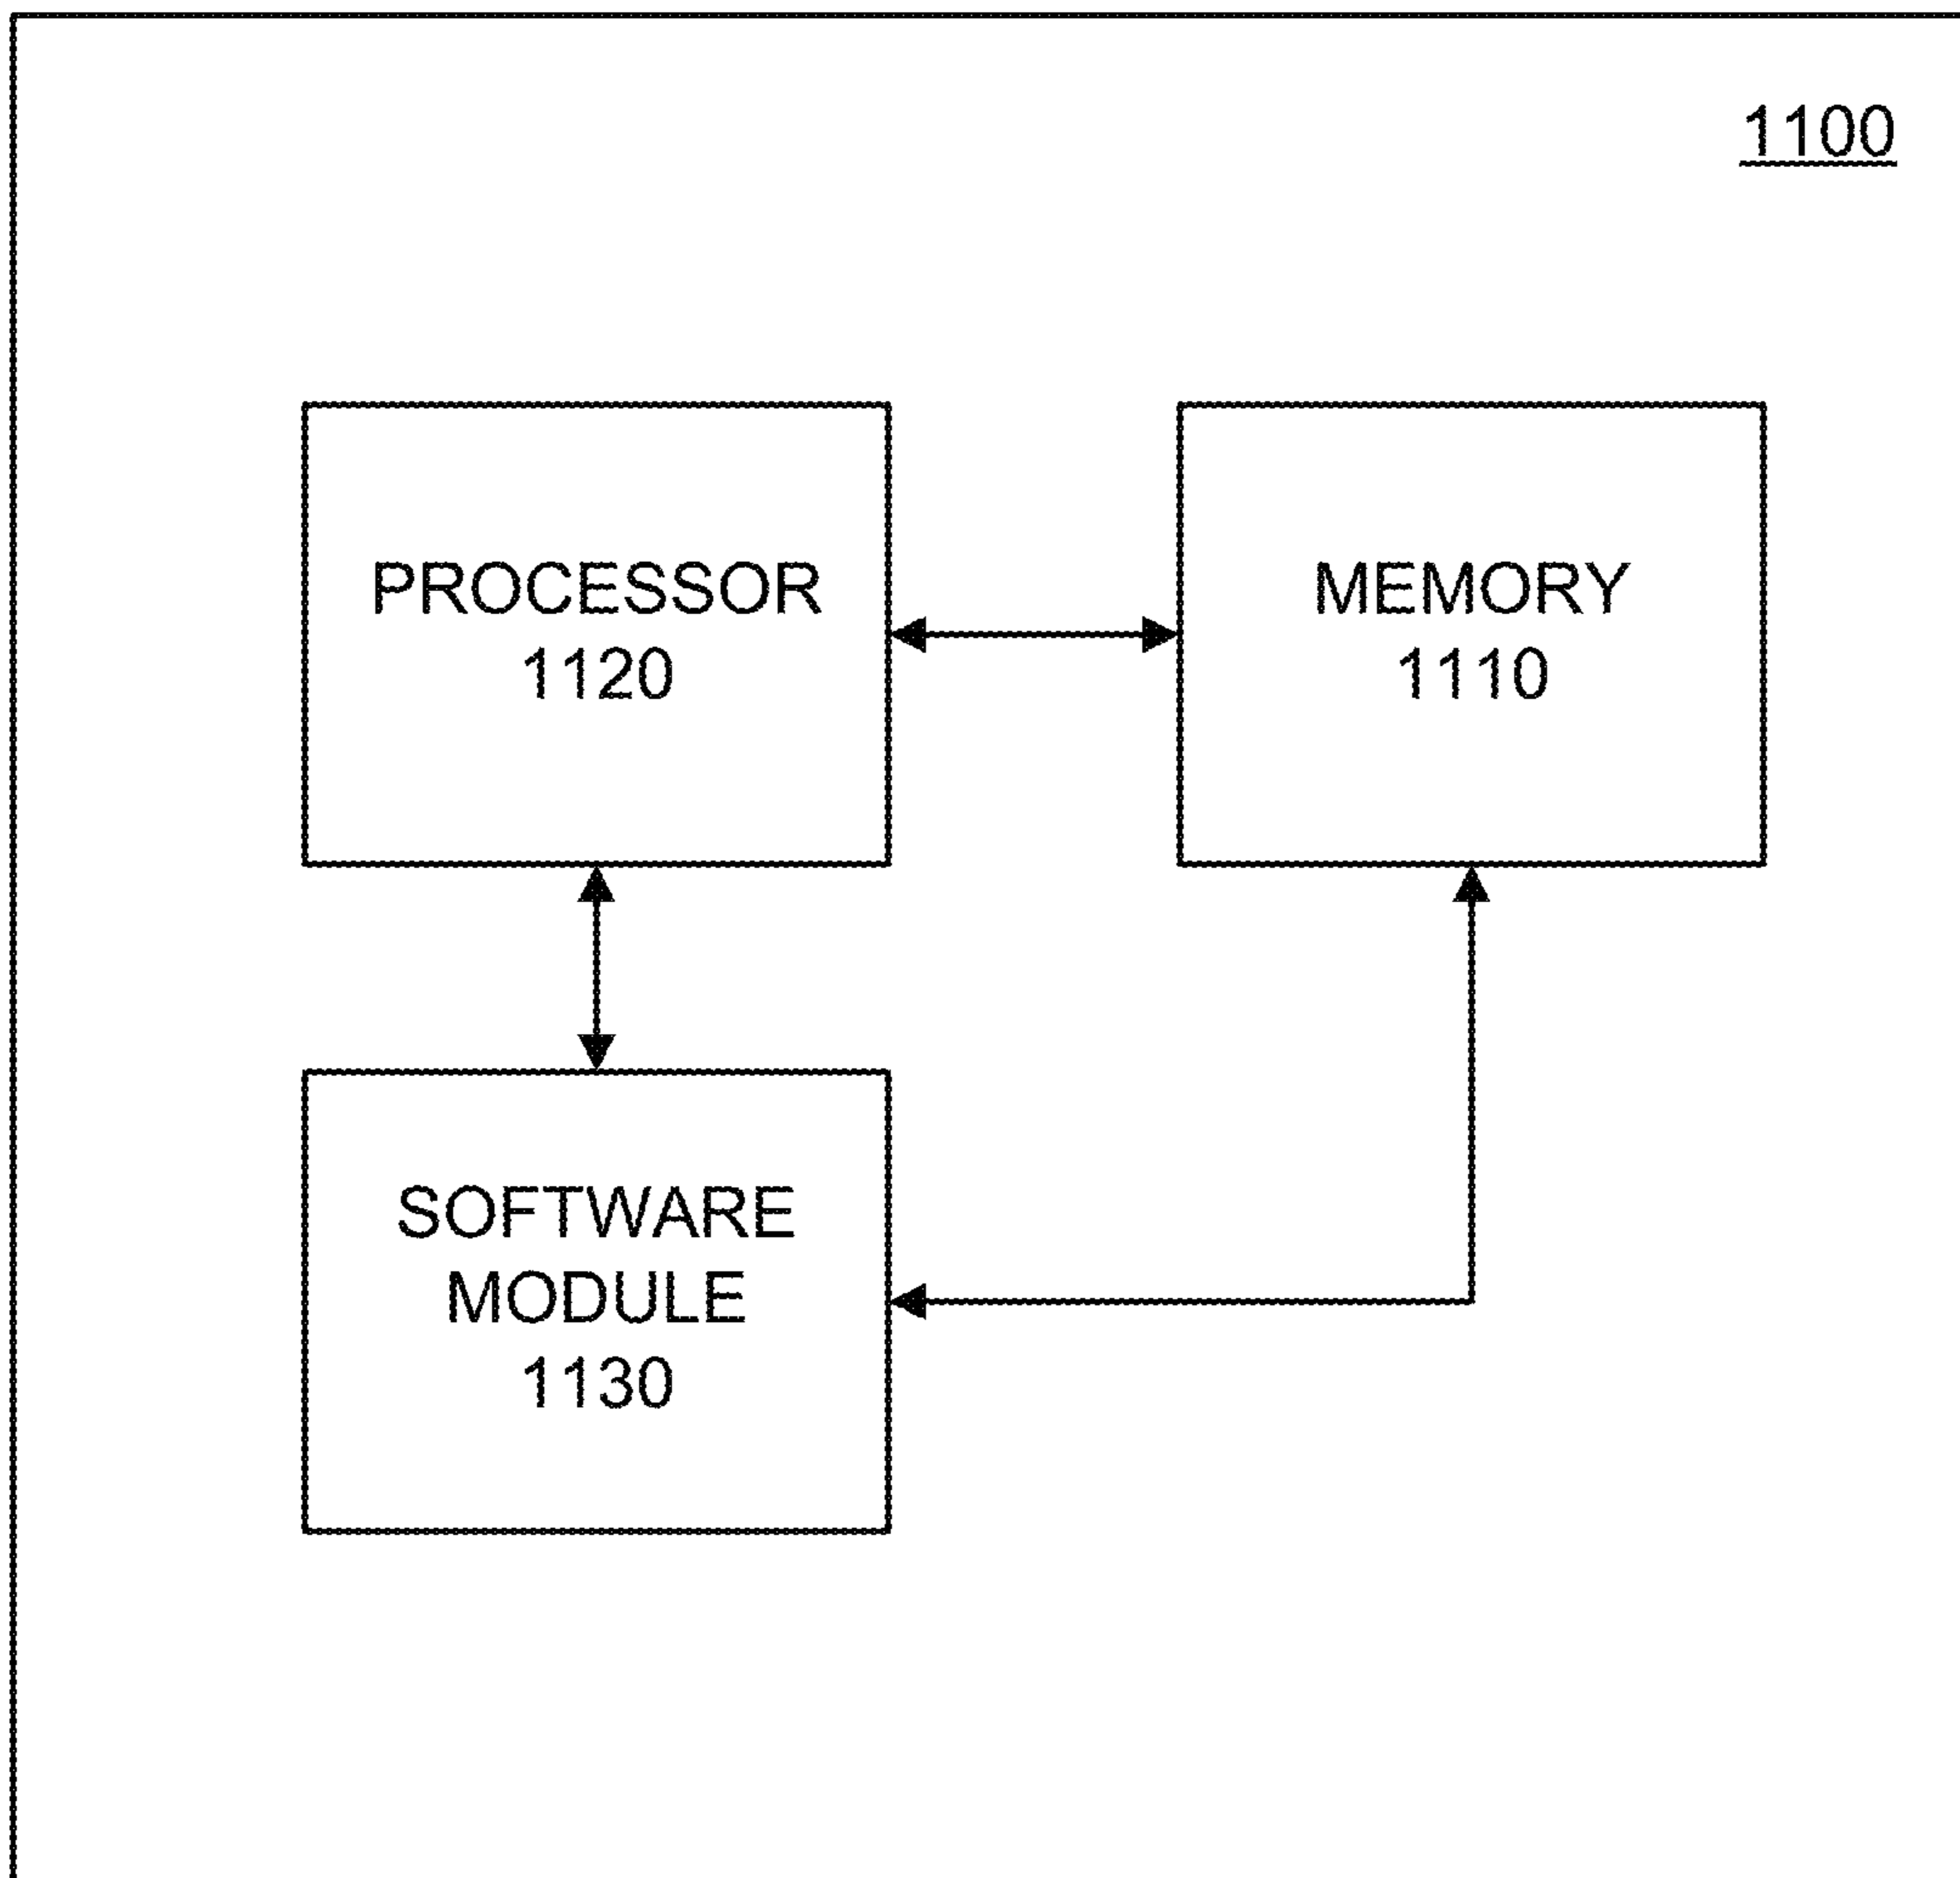 1100
PROCESSOR
1120
MEMORY
1110
SOFTWARE
MODULE
1130